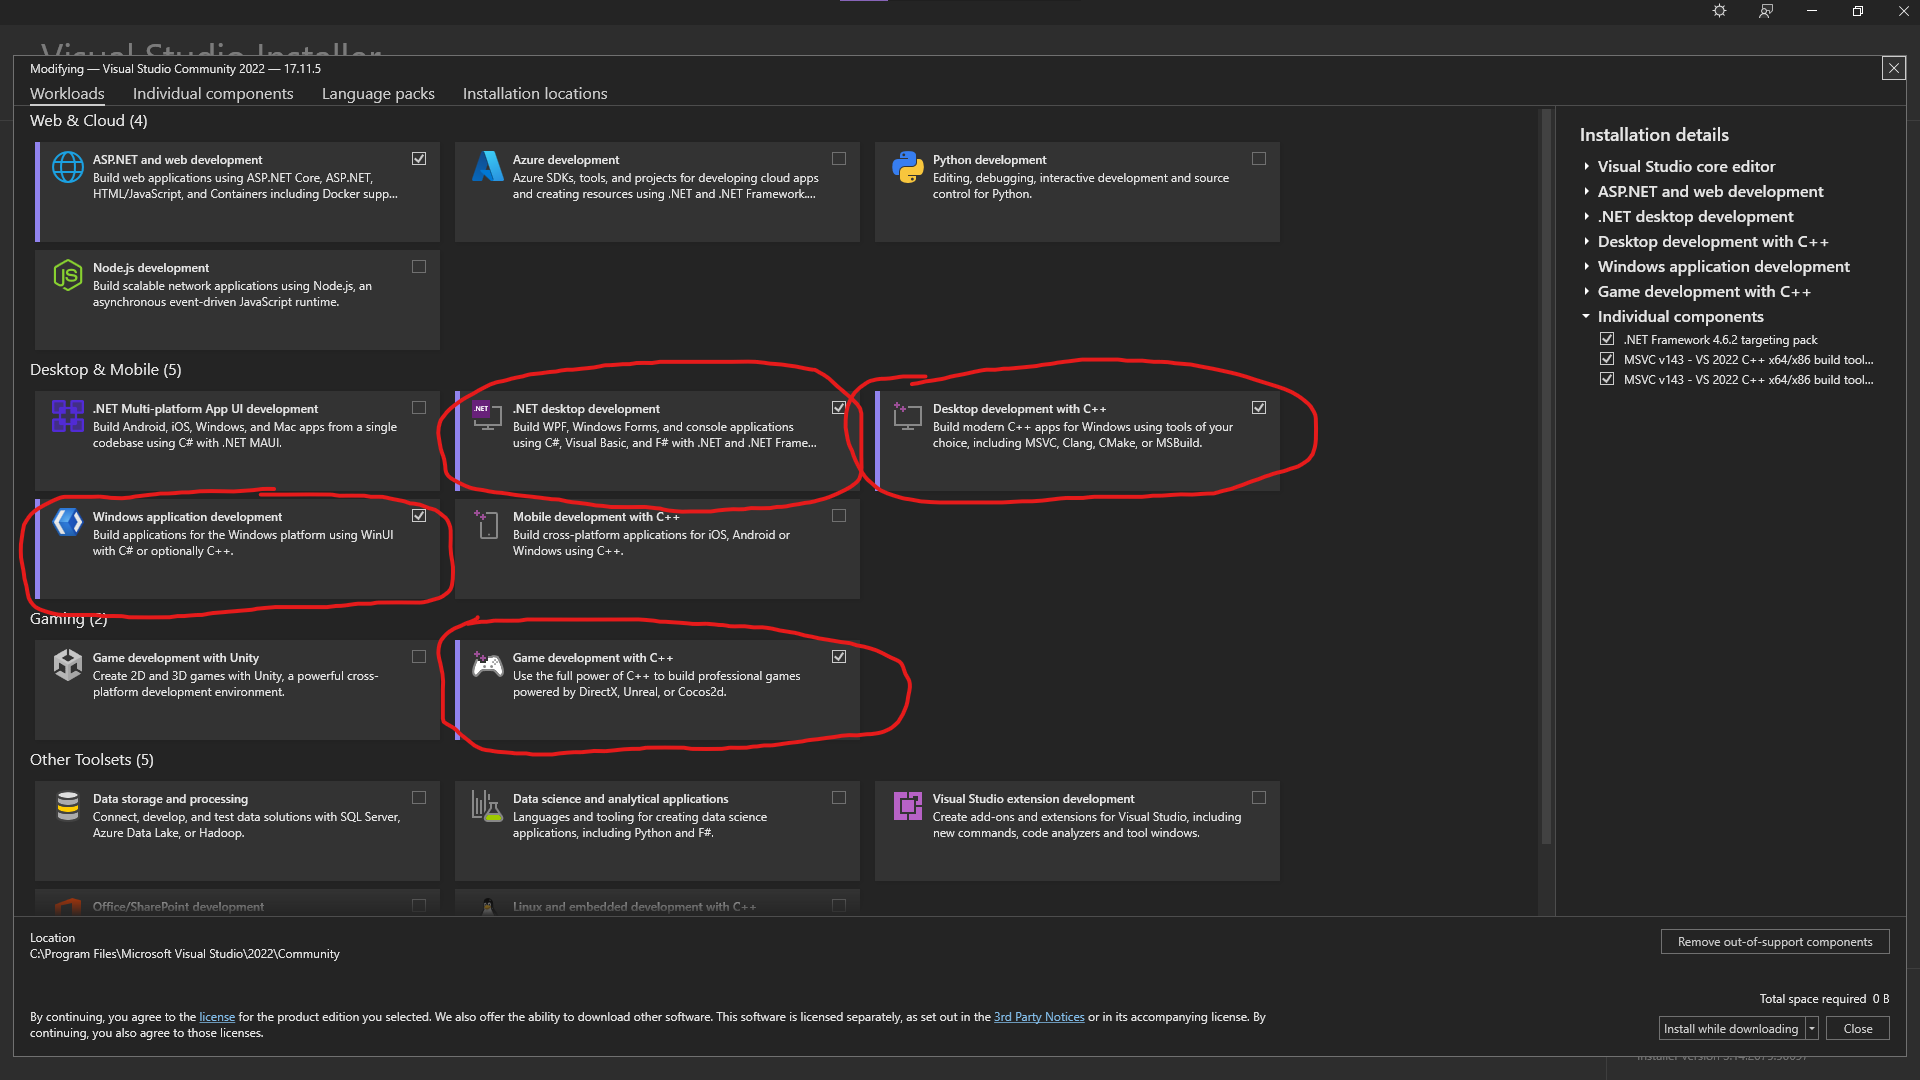 Visual Studio Installer
Modifying — Visual Studio Community 2022 — 17.11.5
Workloads
Individual components
Language packs
Installation locations
Web & Cloud (4)
ASP.NET and web development
Build web applications using ASP.NET Core, ASP.NET,
HTML/JavaScript, and Containers including Docker supp...
Azure development
Azure SDKs, tools, and projects for developing cloud apps
and creating resources using .NET and .NET Framework....
Python development
Editing, debugging, interactive development and source
control for Python.
Node.js development
Build scalable network applications using Node.js, an
asynchronous event-driven JavaScript runtime.
Desktop & Mobile (5)
.NET Multi-platform App UI development
Build Android, iOS, Windows, and Mac apps from a single
codebase using C# with .NET MAUI.
.NET
.NET desktop development
Build WPF, Windows Forms, and console applications
using C#, Visual Basic, and F# with .NET and .NET Frame...
Desktop development with C++
Build modern C++ apps for Windows using tools of your
choice, including MSVC, Clang, CMake, or MSBuild.
Windows application development
Build applications for the Windows platform using WinUI
with C# or optionally C++.
Mobile development with C++
Build cross-platform applications for iOS, Android or
Windows using C++.
Gaming (2)
Game development with Unity
Create 2D and 3D games with Unity, a powerful cross-
platform development environment.
Game development with C++
Use the full power of C++ to build professional games
powered by DirectX, Unreal, or Cocos2d.
Other Toolsets (5)
Data storage and processing
Connect, develop, and test data solutions with SQL Server,
Azure Data Lake, or Hadoop.
Data science and analytical applications
Languages and tooling for creating data science
applications, including Python and F#.
Visual Studio extension development
Create add-ons and extensions for Visual Studio, including
new commands, code analyzers and tool windows.
Office/SharePoint development
Linux and embedded development with C++
Installation details
Visual Studio core editor
ASP.NET and web development
.NET desktop development
Desktop development with C++
Windows application development
Game development with C++
Individual components
.NET Framework 4.6.2 targeting pack
MSVC v143 - VS 2022 C++ x64/x86 build tool...
MSVC v143 - VS 2022 C++ x64/x86 build tool...
Location
C:\Program Files\Microsoft Visual Studio\2022\Community
Remove out-of-support components
Total space required 0 B
By continuing, you agree to the license for the product edition you selected. We also offer the ability to download other software. This software is licensed separately, as set out in the 3rd Party Notices or in its accompanying license. By
continuing, you also agree to those licenses.
Install while downloading
Close
Installer version